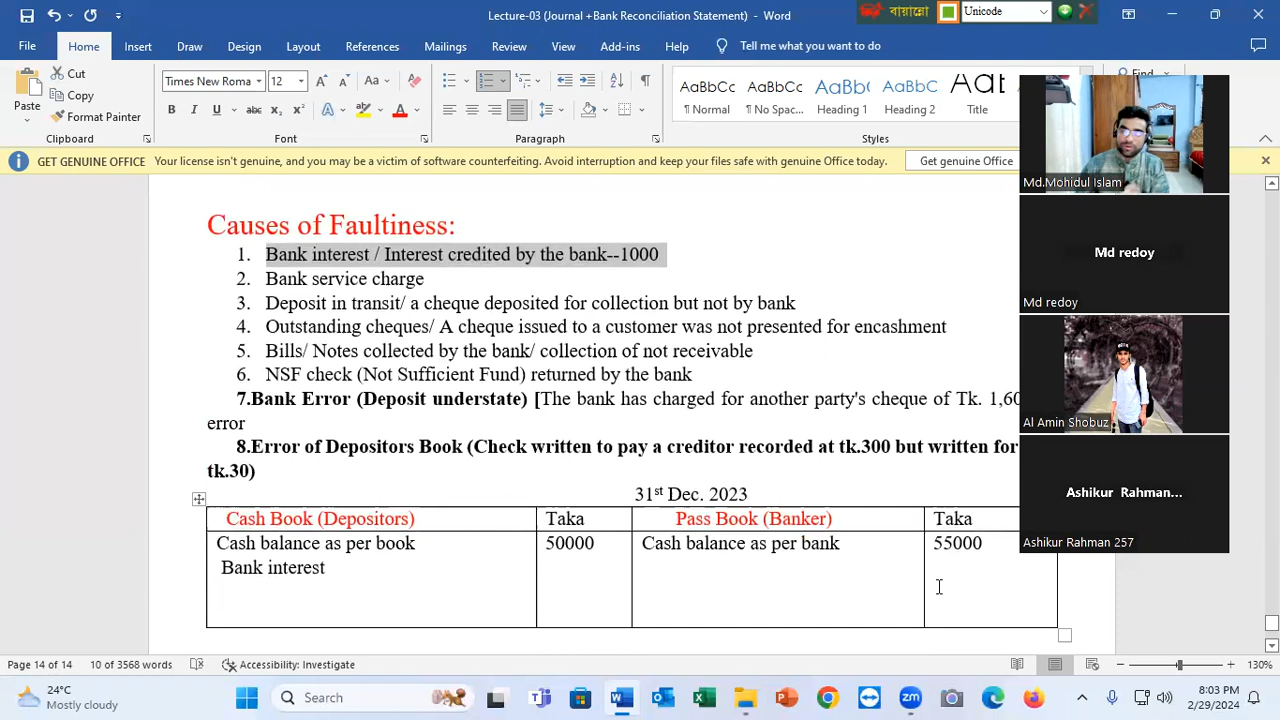 Lecture-03 (Journal +Bank Reconciliation Statement) - Word
বায়ান্নো
Unicode
File Home Insert Draw Design Layout References Mailings Review View Add-ins Help Tell me what you want to do
Paste
Cut
Copy
Format Painter
Clipboard
Times New Roma 12
Font
Paragraph
AaBbCc AaBbCc AaBbC AaBbCc
¶ Normal ¶ No Spac... Heading 1 Heading 2 Title
Styles
Find
GET GENUINE OFFICE Your license isn't genuine, and you may be a victim of software counterfeiting. Avoid interruption and keep your files safe with genuine Office today. Get genuine Office
Md.Mohidul Islam
Md redoy
Md redoy
Al Amin Shobuz
Ashikur Rahman...
Ashikur Rahman 257
Causes of Faultiness:
1. Bank interest / Interest credited by the bank--1000
2. Bank service charge
3. Deposit in transit/ a cheque deposited for collection but not by bank
4. Outstanding cheques/ A cheque issued to a customer was not presented for encashment
5. Bills/ Notes collected by the bank/ collection of not receivable
6. NSF check (Not Sufficient Fund) returned by the bank
7.Bank Error (Deposit understate) [The bank has charged for another party's cheque of Tk. 1,60
error
8.Error of Depositors Book (Check written to pay a creditor recorded at tk.300 but written for
tk.30)
31st Dec. 2023
Cash Book (Depositors) Taka Pass Book (Banker) Taka
Cash balance as per book 50000 Cash balance as per bank 55000
Bank interest
Page 14 of 14 10 of 3568 words Accessibility: Investigate 130%
24°C
Mostly cloudy
Search
8:03 PM
2/29/2024